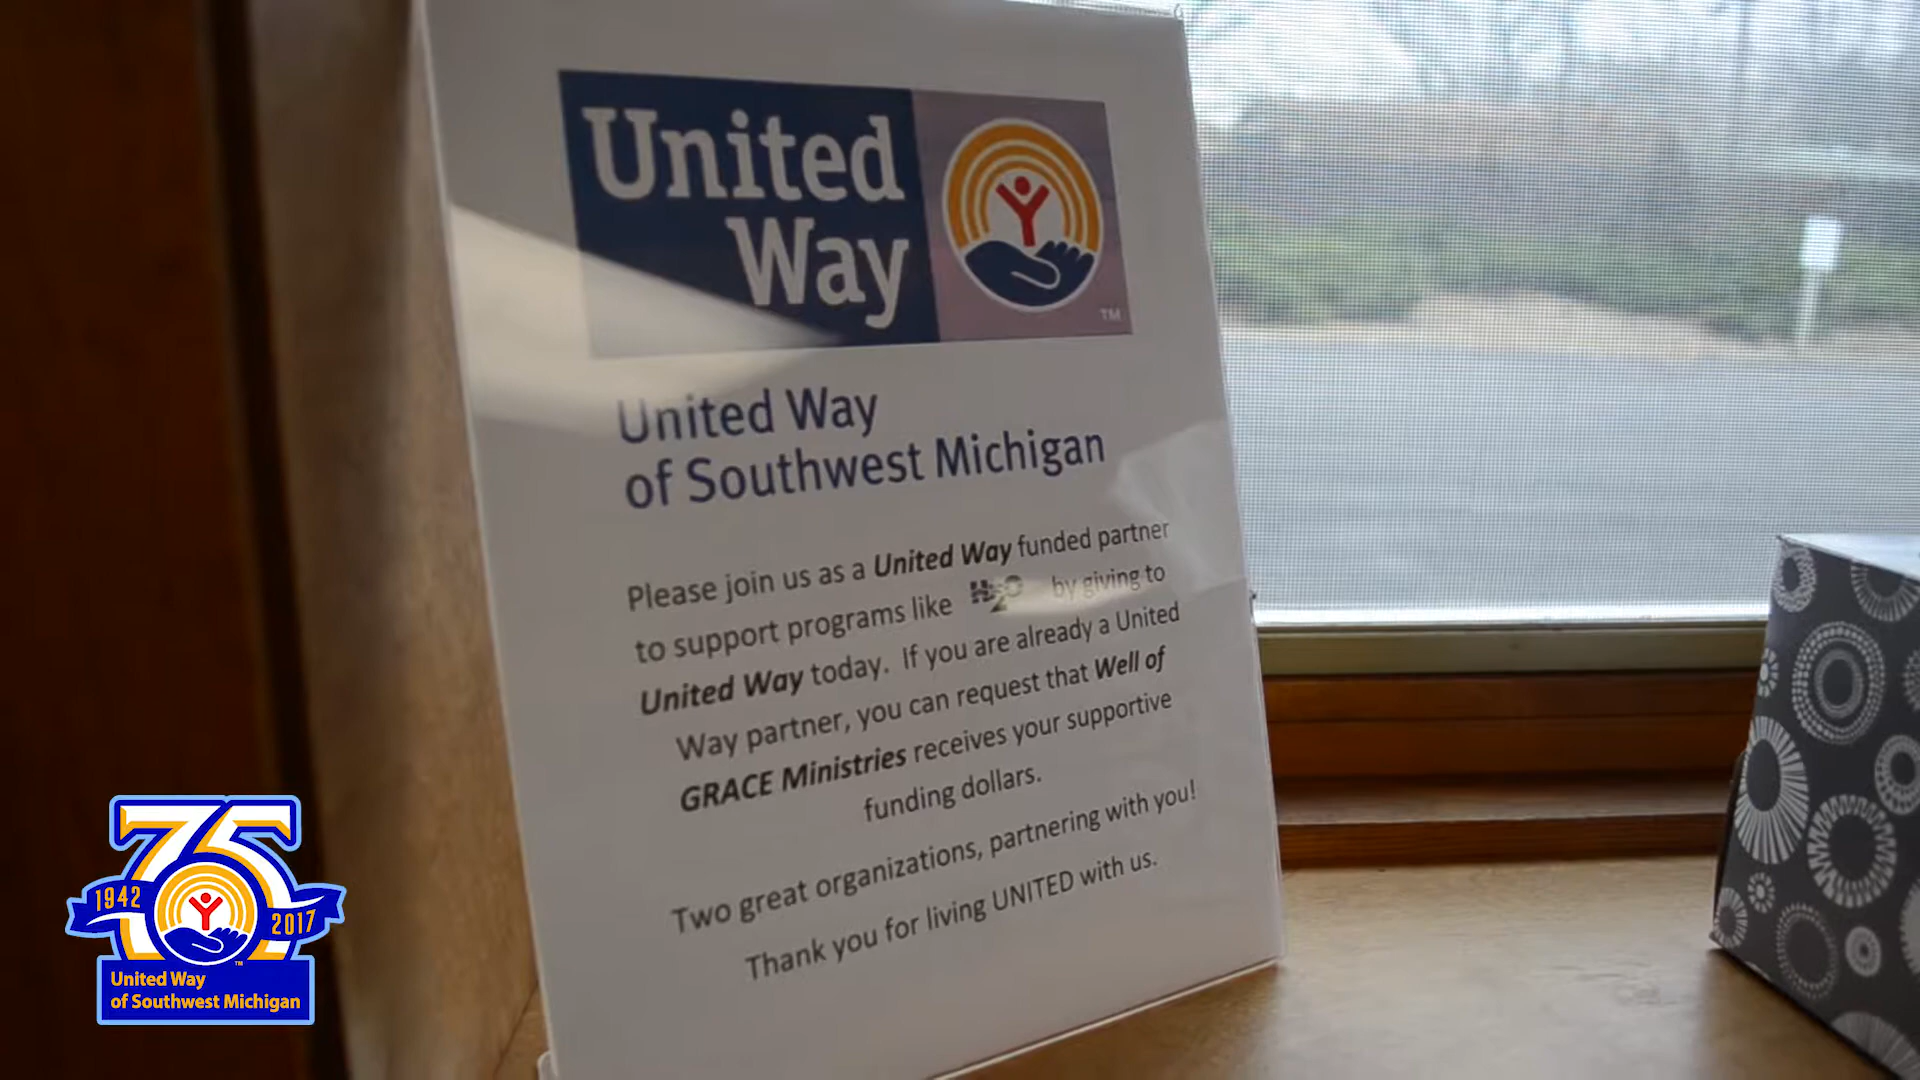 United
Way
TM
United Way
of Southwest Michigan
Please join us as a United Way funded partner
to support programs like H2O by giving to
United Way today. If you are already a United
Way partner, you can request that Well of
GRACE Ministries receives your supportive
funding dollars.
Two great organizations, partnering with you!
Thank you for living UNITED with us.
75
1942
2017
TM
United Way
of Southwest Michigan